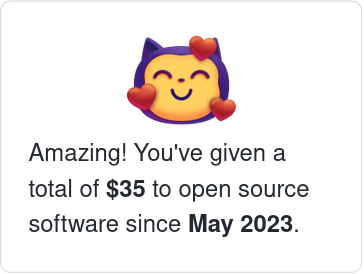 Amazing! You've given a
total of $35 to open source
software since May 2023.